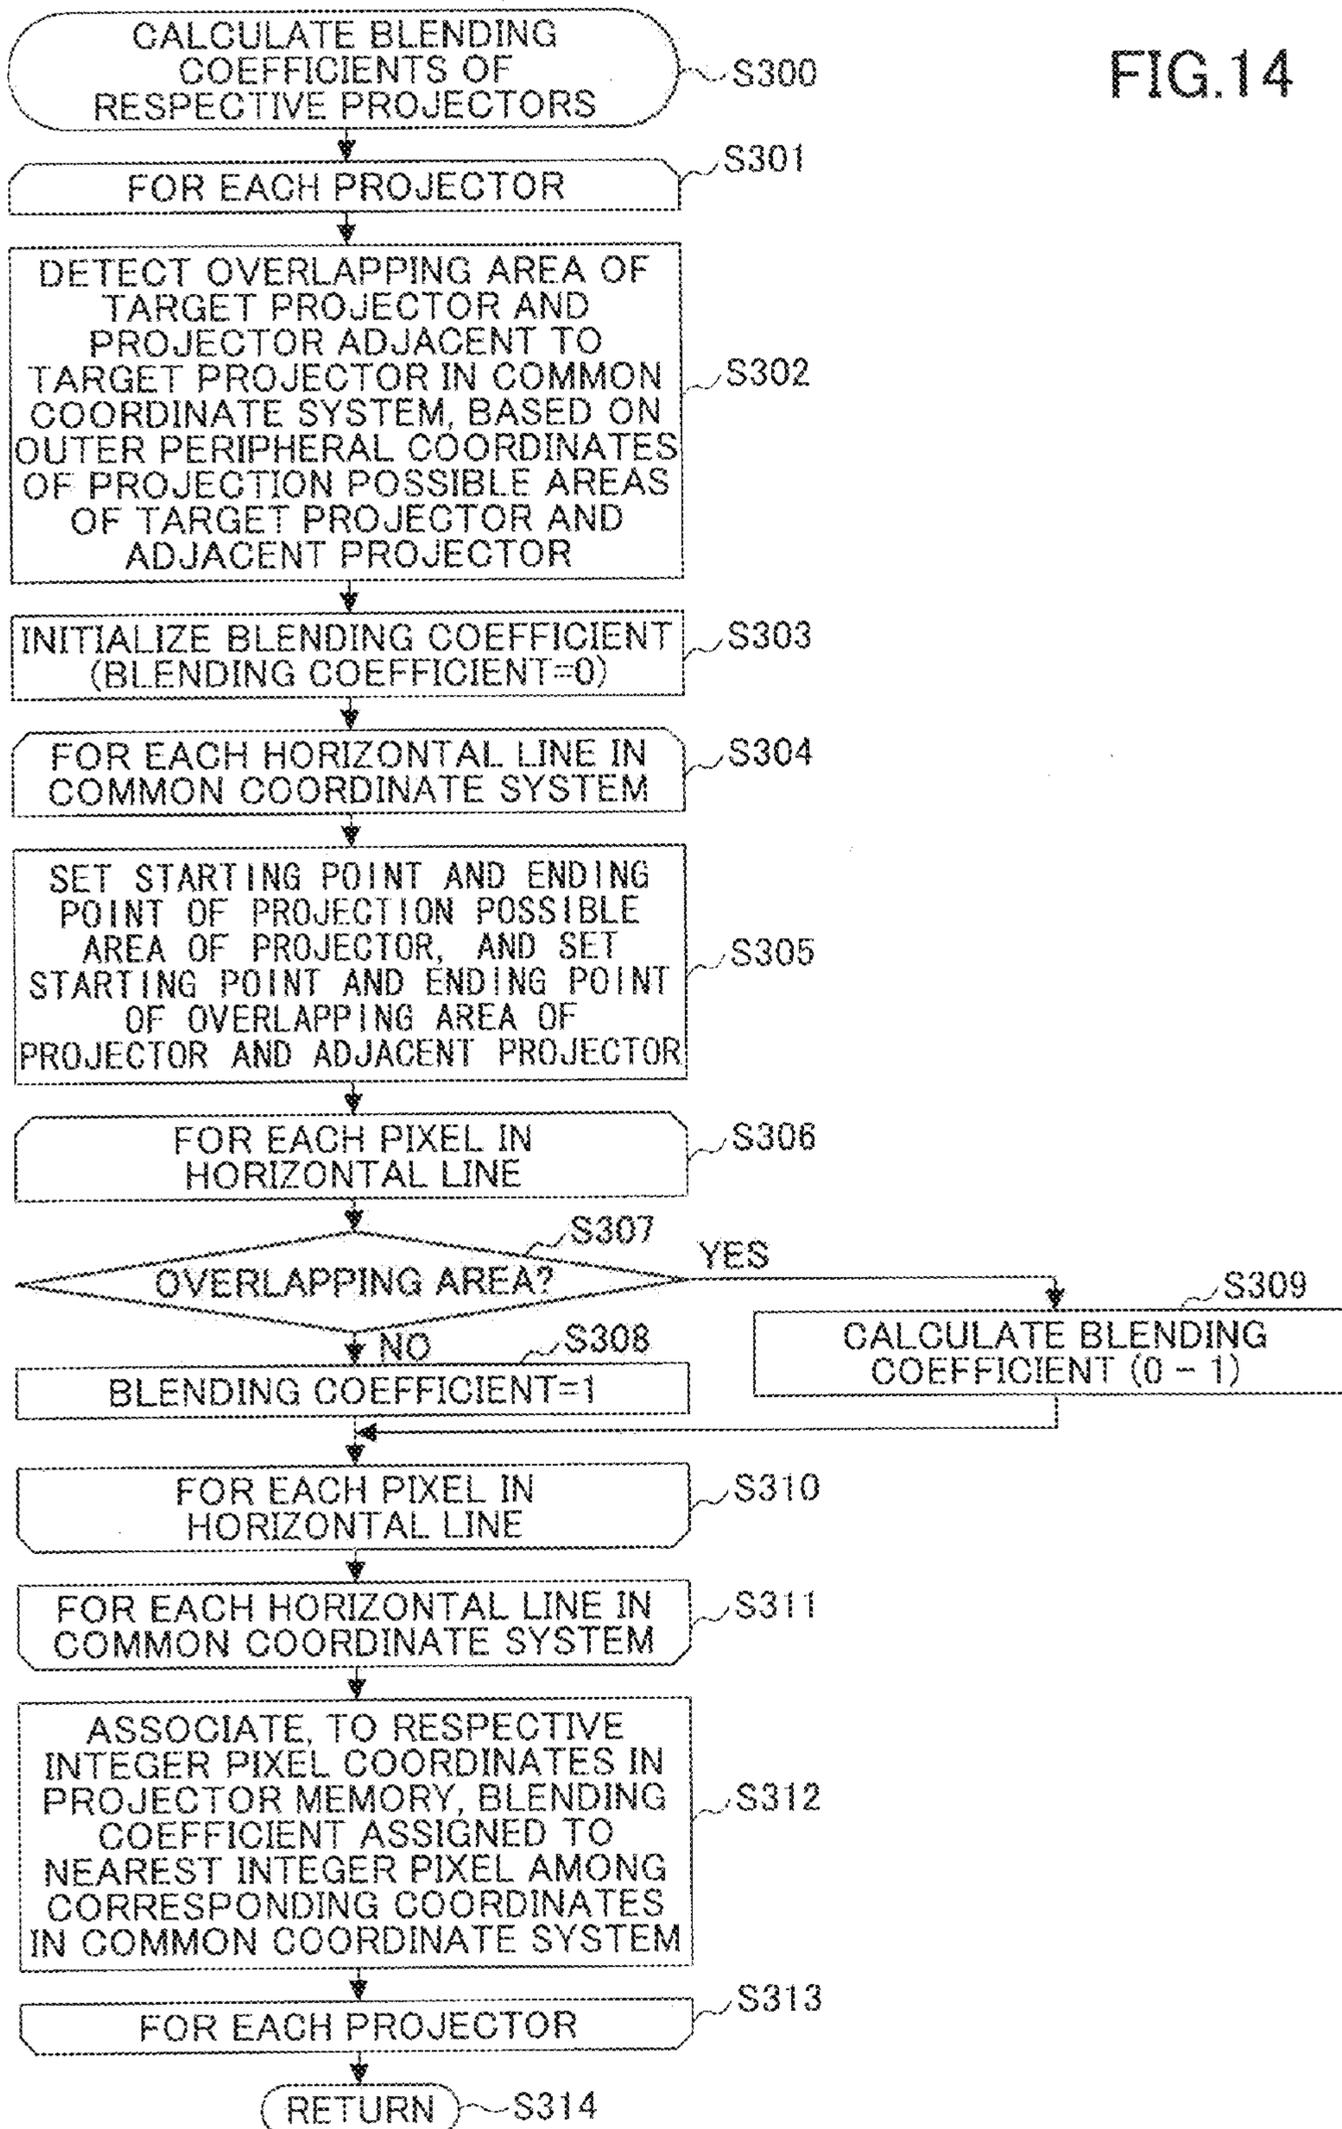 FIG.14
CALCULATE BLENDING
COEFFICIENTS OF
RESPECTIVE PROJECTORS
S300
FOR EACH PROJECTOR
S301
DETECT OVERLAPPING AREA OF
TARGET PROJECTOR AND
PROJECTOR ADJACENT TO
TARGET PROJECTOR IN COMMON
COORDINATE SYSTEM, BASED ON
OUTER PERIPHERAL COORDINATES
OF PROJECTION POSSIBLE AREAS
OF TARGET PROJECTOR AND
ADJACENT PROJECTOR
S302
INITIALIZE BLENDING COEFFICIENT
(BLENDING COEFFICIENT=0)
S303
FOR EACH HORIZONTAL LINE IN
COMMON COORDINATE SYSTEM
S304
SET STARTING POINT AND ENDING
POINT OF PROJECTION POSSIBLE
AREA OF PROJECTOR, AND SET
STARTING POINT AND ENDING POINT
OF OVERLAPPING AREA OF
PROJECTOR AND ADJACENT PROJECTOR
S305
FOR EACH PIXEL IN
HORIZONTAL LINE
S306
OVERLAPPING AREA?
S307
YES
NO
BLENDING COEFFICIENT=1
S308
CALCULATE BLENDING
COEFFICIENT (0 - 1)
S309
FOR EACH PIXEL IN
HORIZONTAL LINE
S310
FOR EACH HORIZONTAL LINE IN
COMMON COORDINATE SYSTEM
S311
ASSOCIATE, TO RESPECTIVE
INTEGER PIXEL COORDINATES IN
PROJECTOR MEMORY, BLENDING
COEFFICIENT ASSIGNED TO
NEAREST INTEGER PIXEL AMONG
CORRESPONDING COORDINATES
IN COMMON COORDINATE SYSTEM
S312
FOR EACH PROJECTOR
S313
RETURN
S314